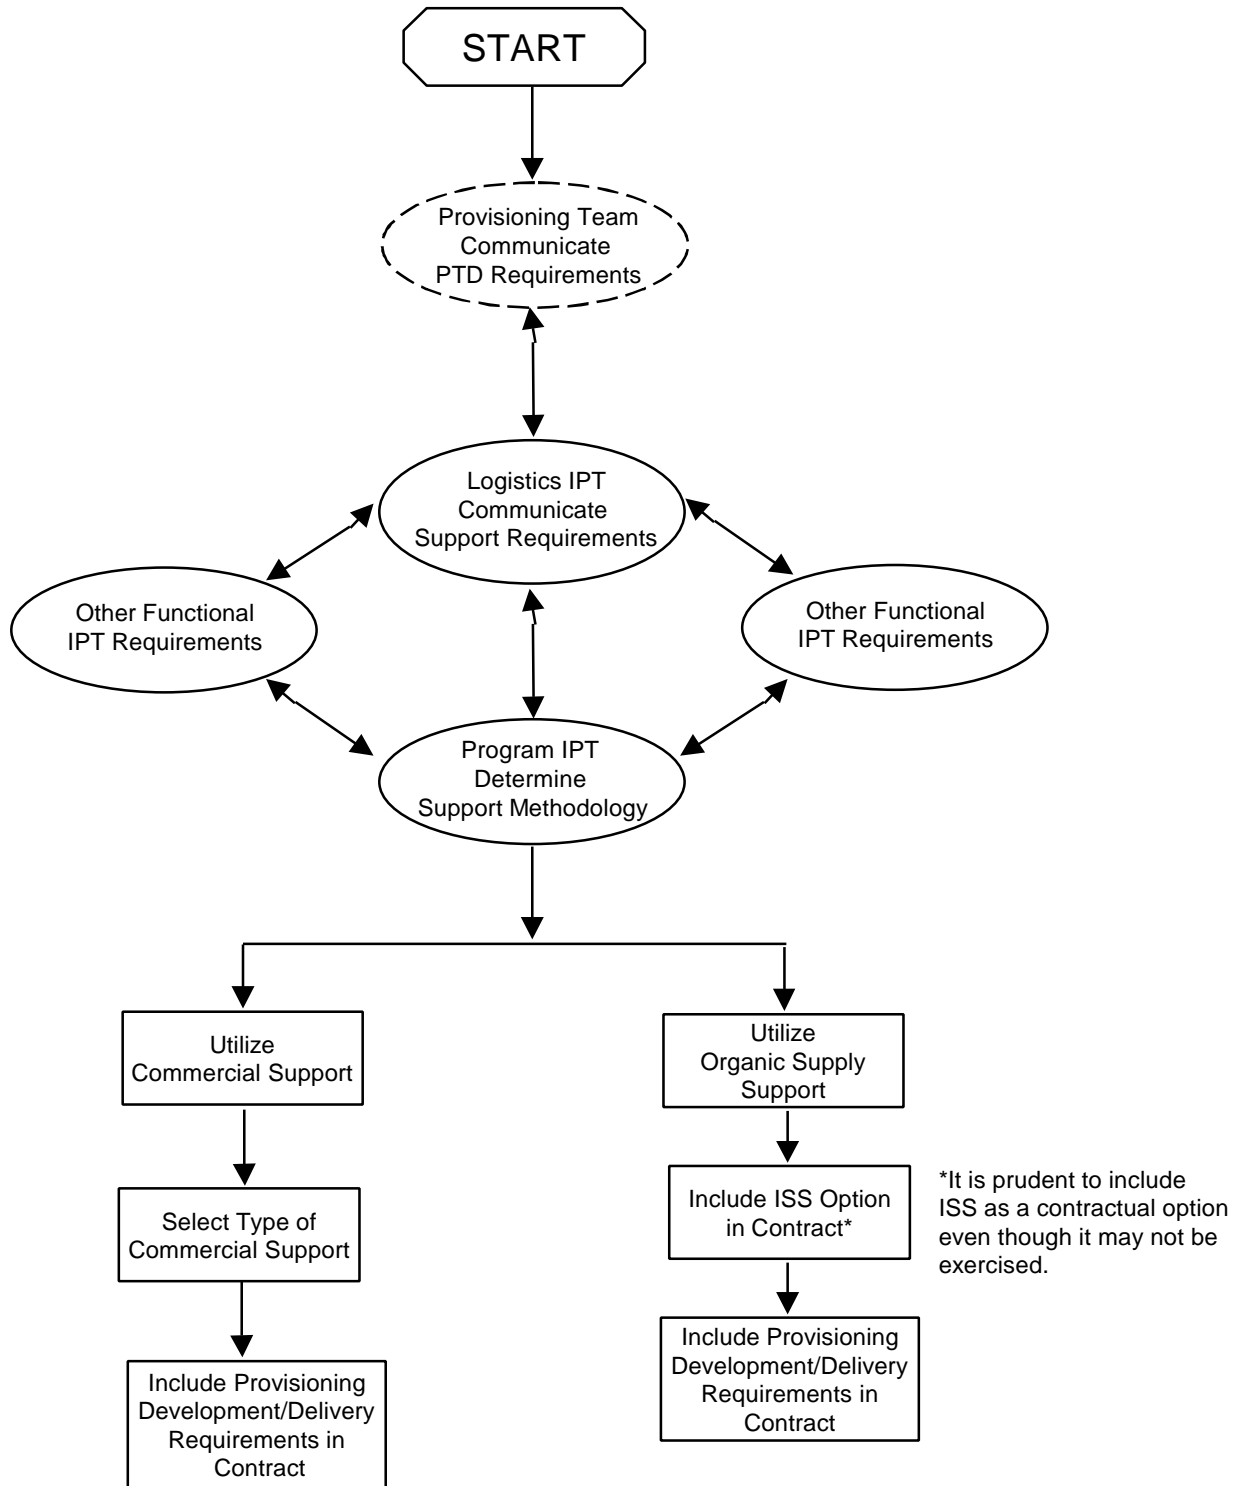 START
Provisioning Team
Communicate
PTD Requirements
Logistics IPT
Communicate
Support Requirements
Other Functional
IPT Requirements
Other Functional
IPT Requirements
Program IPT
Determine
Support Methodology
Utilize
Commercial Support
Utilize
Organic Supply
Support
Select Type of
Commercial Support
Include ISS Option
in Contract*
*It is prudent to include
ISS as a contractual option
even though it may not be
exercised.
Include Provisioning
Development/Delivery
Requirements in
Contract
Include Provisioning
Development/Delivery
Requirements in
Contract